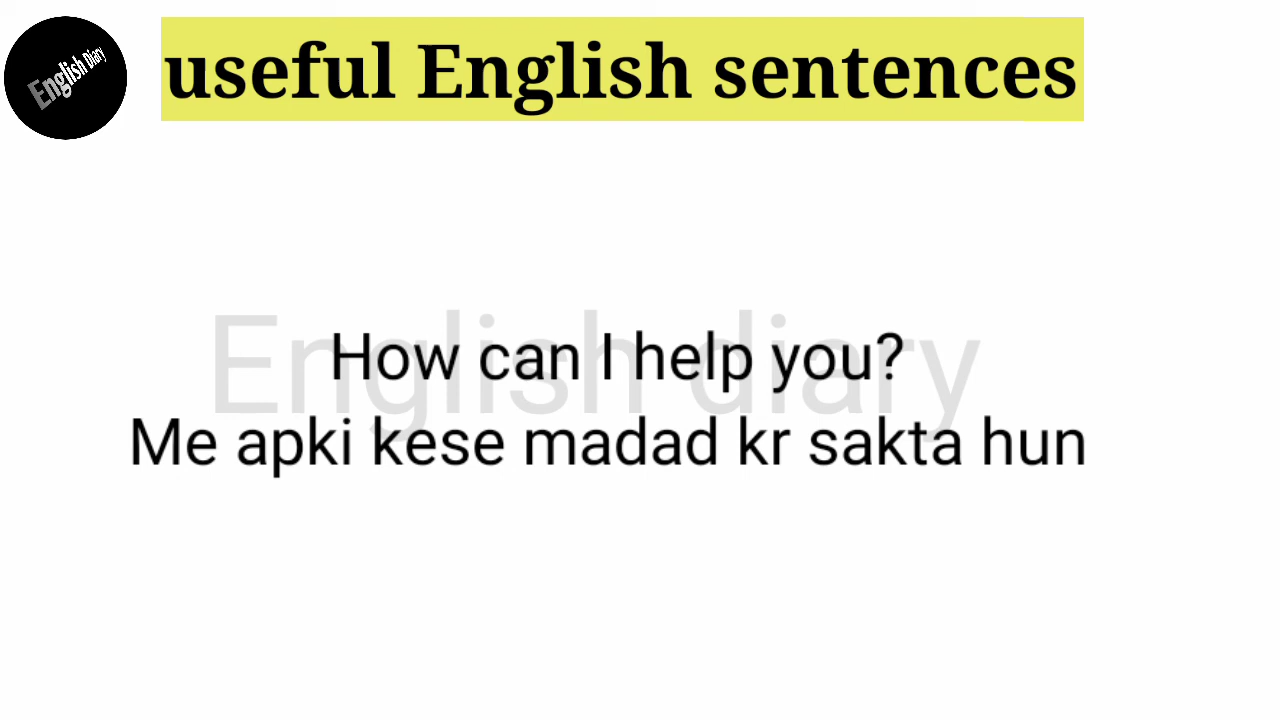 English Diary
useful English sentences
English diary
How can I help you?
Me apki kese madad kr sakta hun